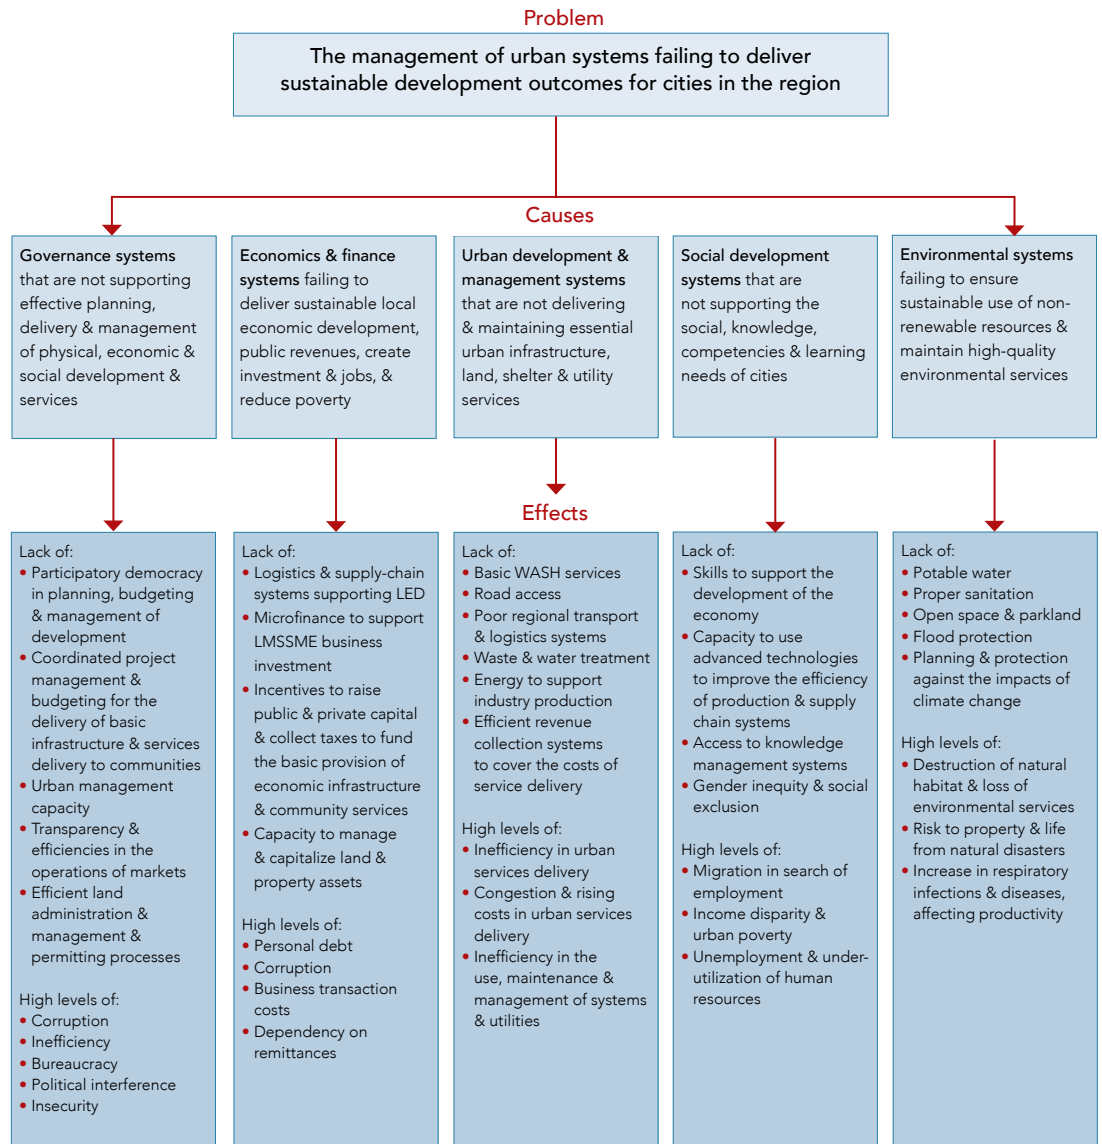 Problem
The management of urban systems failing to deliver
sustainable development outcomes for cities in the region
Causes
Governance systems
that are not supporting
effective planning,
delivery & management
of physical, economic &
social development &
services
Economics & finance
systems failing to
deliver sustainable local
economic development,
public revenues, create
investment & jobs, &
reduce poverty
Urban development &
management systems
that are not delivering
& maintaining essential
urban infrastructure,
land, shelter & utility
services
Social development
systems that are
not supporting the
social, knowledge,
competencies & learning
needs of cities
Environmental systems
failing to ensure
sustainable use of non-
renewable resources &
maintain high-quality
environmental services
Effects
Lack of:
• Participatory democracy
in planning, budgeting
& management of
development
• Coordinated project
management &
budgeting for the
delivery of basic
infrastructure & services
delivery to communities
• Urban management
capacity
• Transparency &
efficiencies in the
operations of markets
• Efficient land
administration &
management &
permitting processes
High levels of:
• Corruption
• Inefficiency
• Bureaucracy
• Political interference
• Insecurity
Lack of:
• Logistics & supply-chain
systems supporting LED
• Microfinance to support
LMSSME business
investment
• Incentives to raise
public & private capital
& collect taxes to fund
the basic provision of
economic infrastructure
& community services
• Capacity to manage
& capitalize land &
property assets
High levels of:
• Personal debt
• Corruption
• Business transaction
costs
• Dependency on
remittances
Lack of:
• Basic WASH services
• Road access
• Poor regional transport
& logistics systems
• Waste & water treatment
• Energy to support
industry production
• Efficient revenue
collection systems
to cover the costs of
service delivery
High levels of:
• Inefficiency in urban
services delivery
• Congestion & rising
costs in urban services
delivery
• Inefficiency in the
use, maintenance &
management of systems
& utilities
Lack of:
• Skills to support the
development of the
economy
• Capacity to use
advanced technologies
to improve the efficiency
of production & supply
chain systems
• Access to knowledge
management systems
• Gender inequity & social
exclusion
High levels of:
• Migration in search of
employment
• Income disparity &
urban poverty
• Unemployment & under-
utilization of human
resources
Lack of:
• Potable water
• Proper sanitation
• Open space & parkland
• Flood protection
• Planning & protection
against the impacts of
climate change
High levels of:
• Destruction of natural
habitat & loss of
environmental services
• Risk to property & life
from natural disasters
• Increase in respiratory
infections & diseases,
affecting productivity